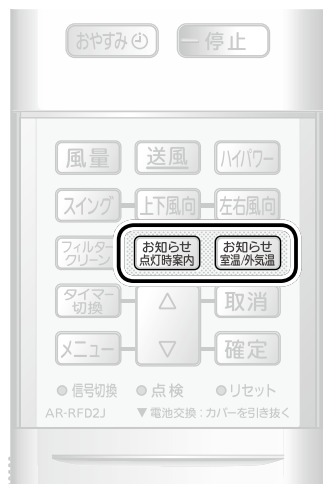 おやすみ 停止
風量 送風 ハイパワー
スイング 上下風向 左右風向
フィルター
クリーン
お知らせ
点灯時案内
お知らせ
室温/外気温
タイマー
切換
△ 取消
メニュー ▽ 確定
●信号切換 ●点検 ●リセット
AR-RFD2J ▼電池交換:カバーを引き抜く